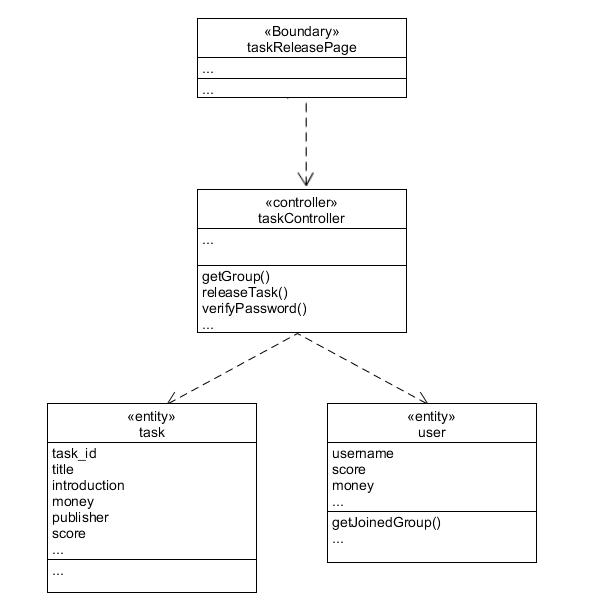 «Boundary»
taskReleasePage
...
...
«controller»
taskController
...
getGroup()
releaseTask()
verifyPassword()
...
«entity»
task
task_id
title
introduction
money
publisher
score
...
...
«entity»
user
username
score
money
...
getJoinedGroup()
...